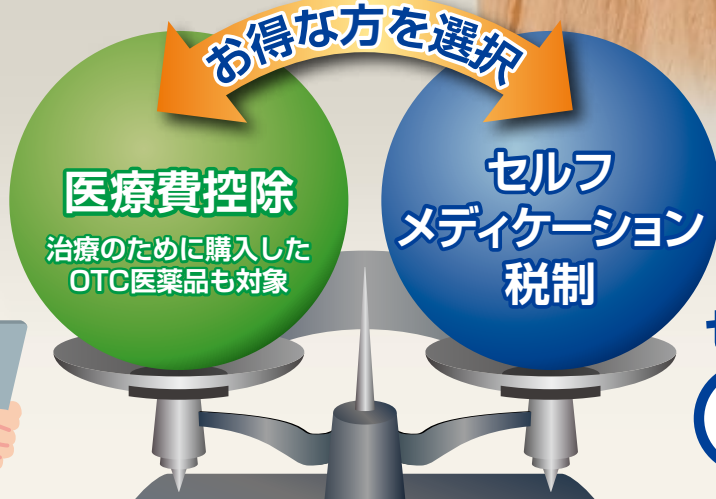 お得な方を選択
医療費控除
治療のために購入した
OTC医薬品も対象
セルフ
メディケーション
税制